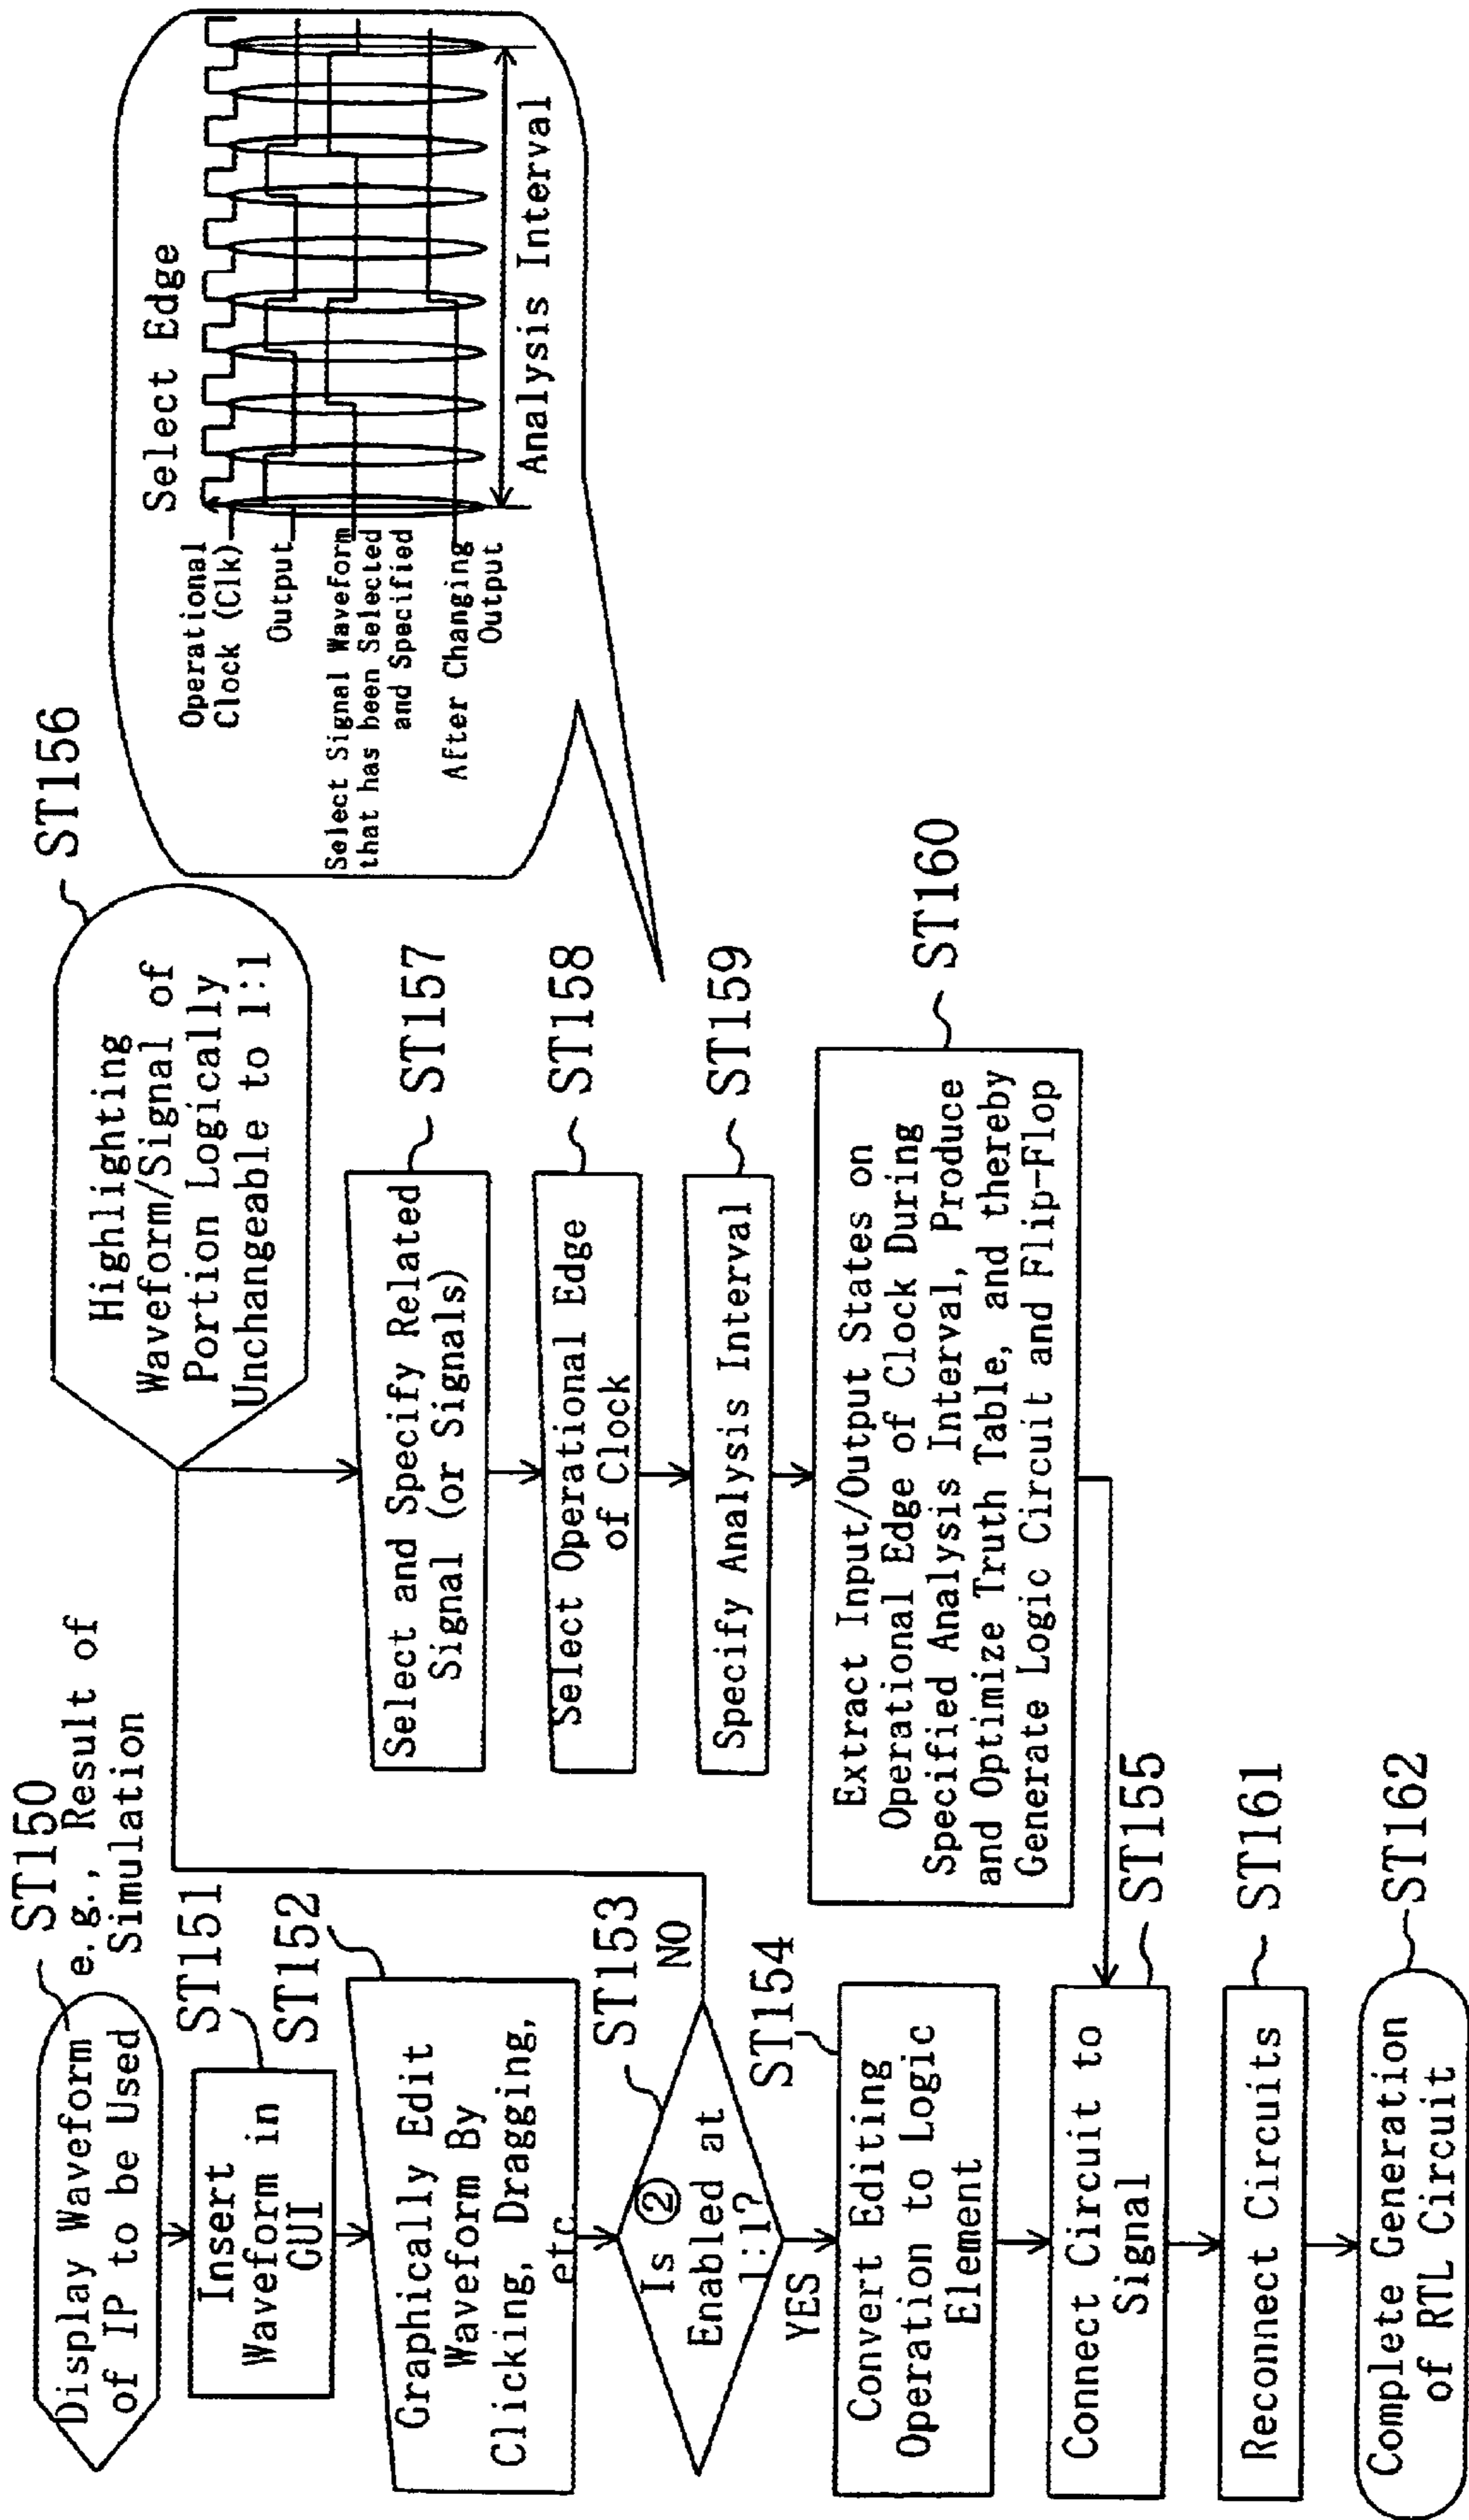 ST150
Display Waveform
of IP to be Used
e.g., Result of
Simulation
ST151
Insert
Waveform in
GUI
ST152
Graphically Edit
Waveform By
Clicking, Dragging,
etc.
ST153
Is ②
Enabled at
1:1?
NO
YES
ST154
Convert Editing
Operation to Logic
Element
ST155
Connect Circuit to
Signal
ST161
Reconnect Circuits
ST162
Complete Generation
of RTL Circuit
ST156
Highlighting
Waveform/Signal of
Portion Logically
Unchangeable to 1:1
ST157
Select and Specify Related
Signal (or Signals)
ST158
Select Operational Edge
of Clock
ST159
Specify Analysis Interval
ST160
Extract Input/Output States on
Operational Edge of Clock During
Specified Analysis Interval, Produce
and Optimize Truth Table, and thereby
Generate Logic Circuit and Flip-Flop
Select Edge
Operational
Clock (Clk)
Output
Select Signal Waveform
that has been Selected
and Specified
After Changing
Output
Analysis Interval